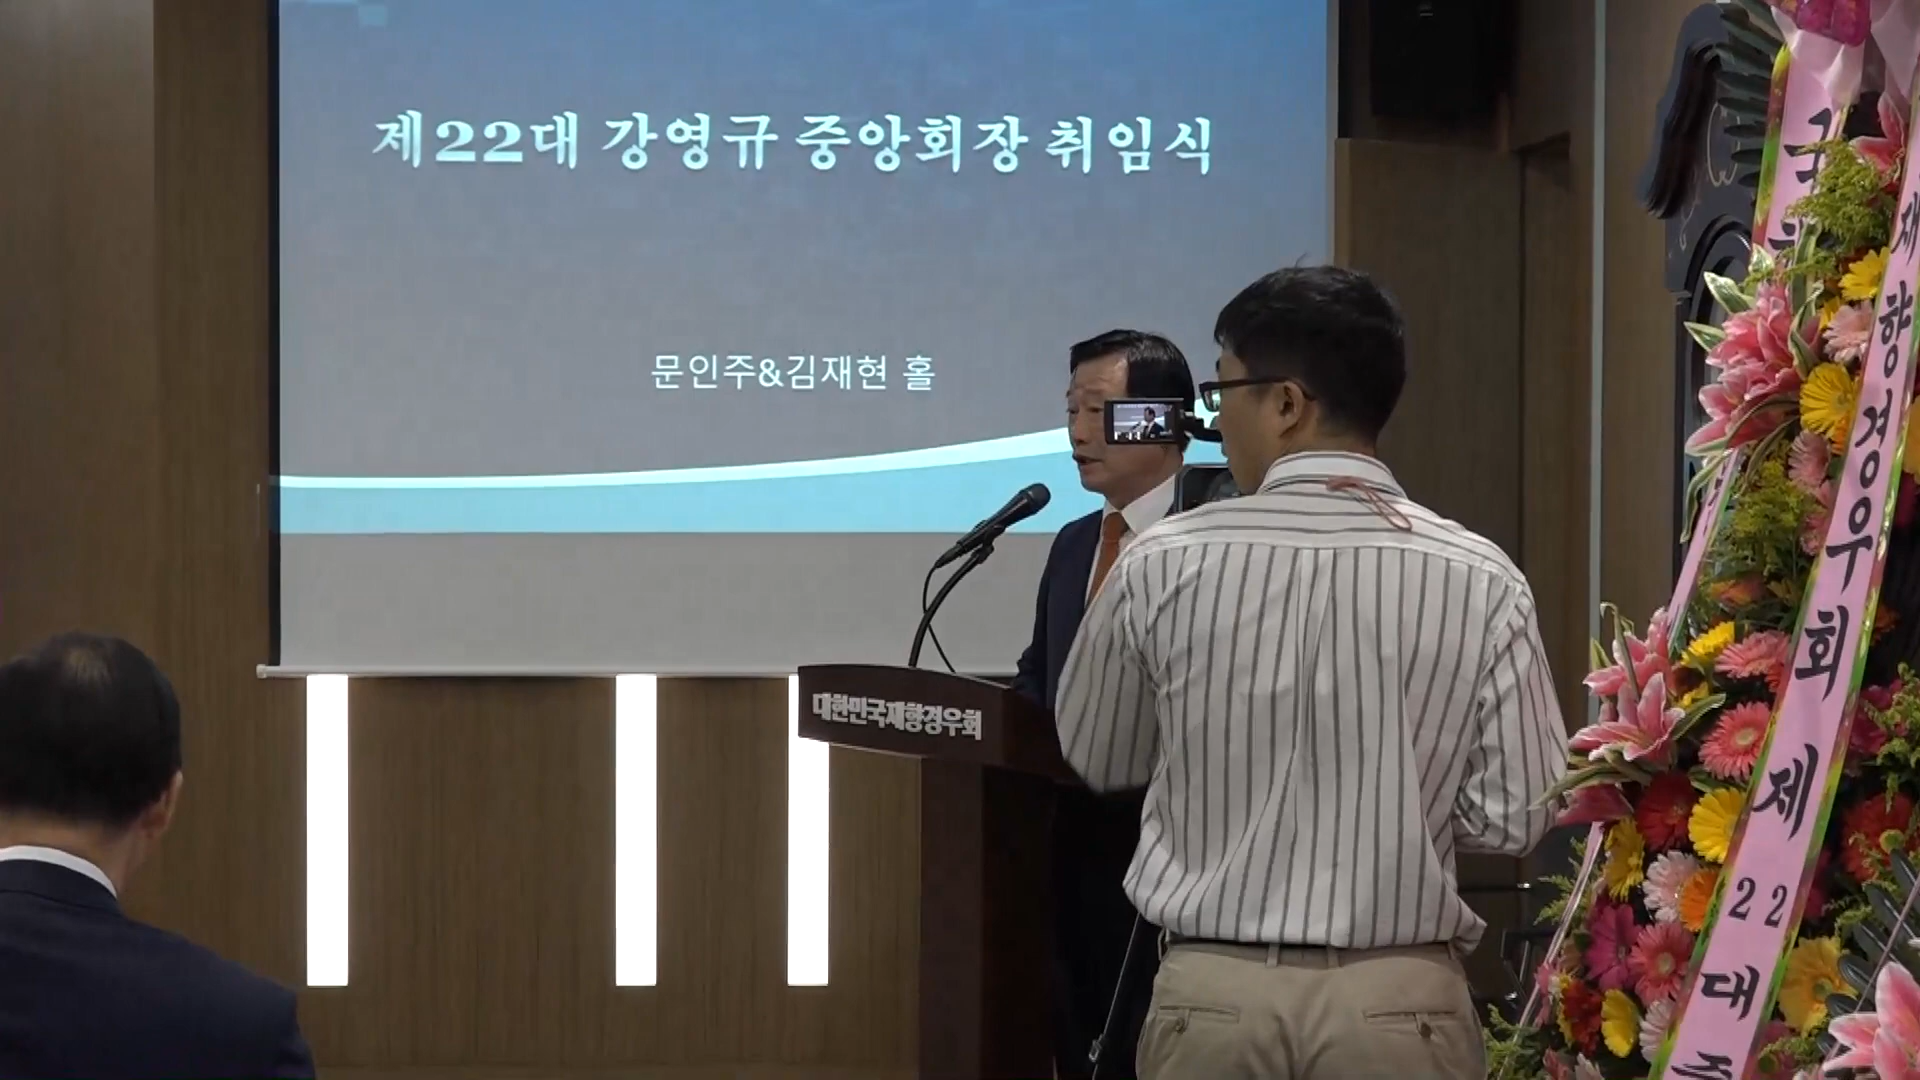 제22대 강영규 중앙회장 취임식
문인주&김재현 홀
대한민국재향경우회
재향경우회 제22대 중